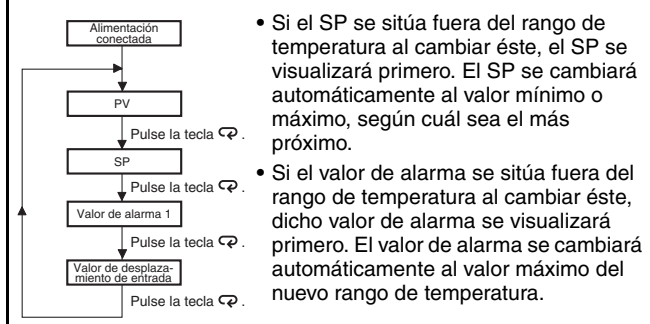 Alimentación
conectada
PV
Pulse la tecla .
SP
Pulse la tecla .
Valor de alarma 1
Pulse la tecla .
Valor de desplaza-
miento de entrada
Pulse la tecla .
• Si el SP se sitúa fuera del rango de
temperatura al cambiar éste, el SP se
visualizará primero. El SP se cambiará
automáticamente al valor mínimo o
máximo, según cuál sea el más
próximo.
• Si el valor de alarma se sitúa fuera del
rango de temperatura al cambiar éste,
dicho valor de alarma se visualizará
primero. El valor de alarma se cambiará
automáticamente al valor máximo del
nuevo rango de temperatura.